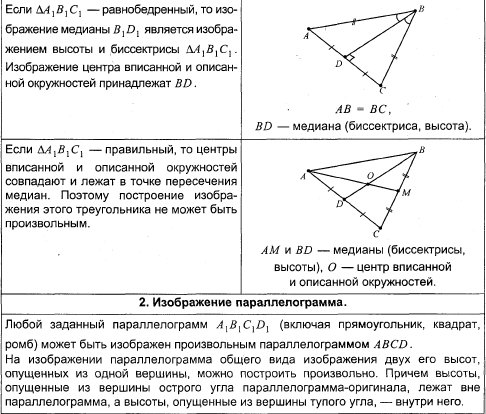 Если ΔA₁B₁C₁ — равнобедренный, то изо-
бражение медианы B₁D₁ является изобра-
жением высоты и биссектрисы ΔA₁B₁C₁.
Изображение центра вписанной и описан-
ной окружностей принадлежат BD.
B
A
D
C
AB = BC,
BD — медиана (биссектриса, высота).
Если ΔA₁B₁C₁ — правильный, то центры
вписанной и описанной окружностей
совпадают и лежат в точке пересечения
медиан. Поэтому построение изобра-
жения этого треугольника не может быть
произвольным.
B
A
O
M
D
C
AM и BD — медианы (биссектрисы,
высоты), O — центр вписанной
и описанной окружностей.
2. Изображение параллелограмма.
Любой заданный параллелограмм A₁B₁C₁D₁ (включая прямоугольник, квадрат,
ромб) может быть изображен произвольным параллелограммом ABCD.
На изображении параллелограмма общего вида изображения двух его высот,
опущенных из одной вершины, можно построить произвольно. Причем высоты,
опущенные из вершины острого угла параллелограмма-оригинала, лежат вне
параллелограмма, а высоты, опущенные из вершины тупого угла, — внутри него.